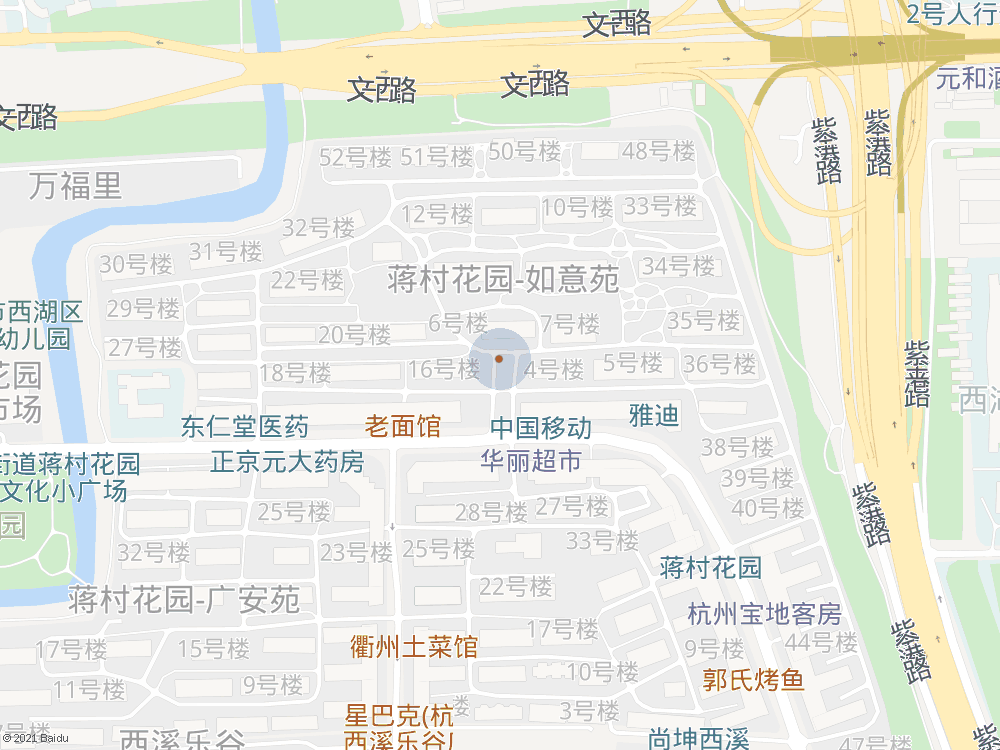 文一西路
2号人行
文一西路
文一西路
元和酒
文一西路
紫金港路
紫金港路
52号楼
51号楼
50号楼
48号楼
万福里
12号楼
10号楼
33号楼
32号楼
31号楼
30号楼
22号楼
蒋村花园-如意苑
34号楼
29号楼
市西湖区
幼儿园
6号楼
7号楼
35号楼
20号楼
27号楼
紫金港路
花园
市场
18号楼
16号楼
4号楼
5号楼
36号楼
西湖
东仁堂医药
老面馆
中国移动
雅迪
38号楼
街道蒋村花园
文化小广场
正京元大药房
华丽超市
39号楼
40号楼
园
25号楼
28号楼
27号楼
紫金港路
32号楼
23号楼
25号楼
33号楼
蒋村花园
22号楼
蒋村花园-广安苑
杭州宝地客房
17号楼
15号楼
衢州土菜馆
17号楼
9号楼
44号楼
紫金港路
11号楼
9号楼
10号楼
郭氏烤鱼
楼
星巴克(杭
西溪乐谷
3号楼
西溪乐谷
尚坤西溪
47号楼
© 2021 Baidu